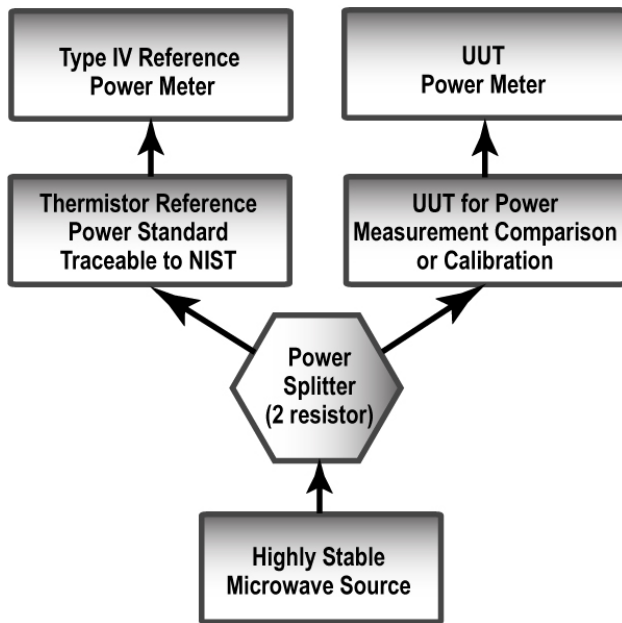 Type IV Reference
Power Meter
UUT
Power Meter
Thermistor Reference
Power Standard
Traceable to NIST
UUT for Power
Measurement Comparison
or Calibration
Power
Splitter
(2 resistor)
Highly Stable
Microwave Source